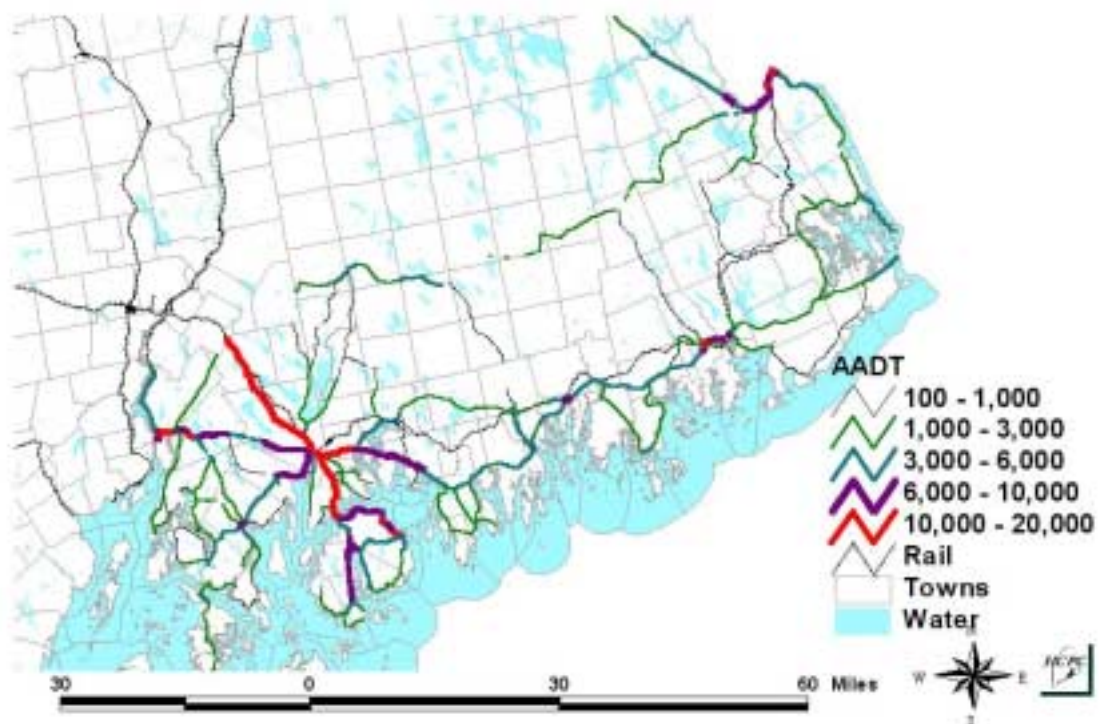 AADT
100 - 1,000
1,000 - 3,000
3,000 - 6,000
6,000 - 10,000
10,000 - 20,000
Rail
Towns
Water
30 0 30 60 Miles
W E
HCPC